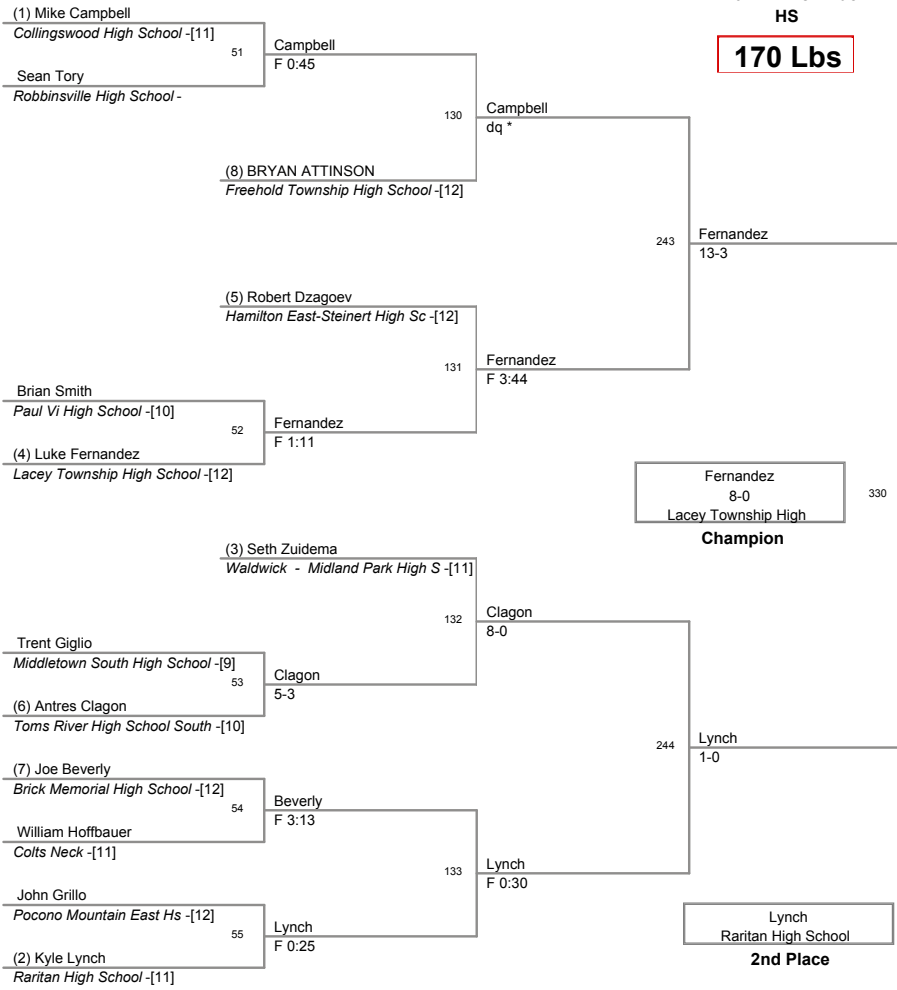 HS
170 Lbs
(1) Mike Campbell
Collingswood High School -[11]
51
Campbell
F 0:45
Sean Tory
Robbinsville High School -
130
Campbell
dq *
(8) BRYAN ATTINSON
Freehold Township High School -[12]
243
Fernandez
13-3
(5) Robert Dzagoev
Hamilton East-Steinert High Sc -[12]
131
Fernandez
F 3:44
Brian Smith
Paul Vi High School -[10]
52
Fernandez
F 1:11
(4) Luke Fernandez
Lacey Township High School -[12]
Fernandez
8-0
Lacey Township High
330
Champion
(3) Seth Zuidema
Waldwick - Midland Park High S -[11]
132
Clagon
8-0
Trent Giglio
Middletown South High School -[9]
53
Clagon
5-3
(6) Antres Clagon
Toms River High School South -[10]
244
Lynch
1-0
(7) Joe Beverly
Brick Memorial High School -[12]
54
Beverly
F 3:13
William Hoffbauer
Colts Neck -[11]
133
Lynch
F 0:30
John Grillo
Pocono Mountain East Hs -[12]
55
Lynch
F 0:25
(2) Kyle Lynch
Raritan High School -[11]
Lynch
Raritan High School
2nd Place